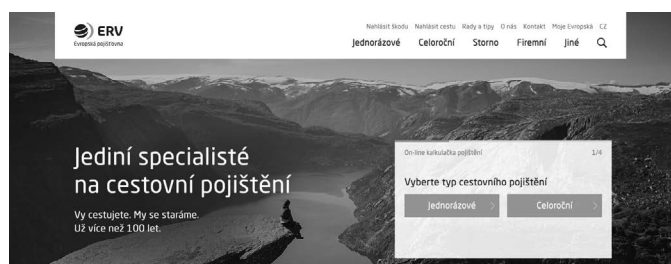 ERV
Evropská pojišťovna
Nahlásit škodu Nahlásit cestu Rady a tipy O nás Kontakt Moje Evropská CZ
Jednorázové Celoroční Storno Firemní Jiné
Jediní specialisté
na cestovní pojištění
Vy cestujete. My se staráme.
Už více než 100 let.
On-line kalkulačka pojištění 1/4
Vyberte typ cestovního pojištění
Jednorázové Celoroční